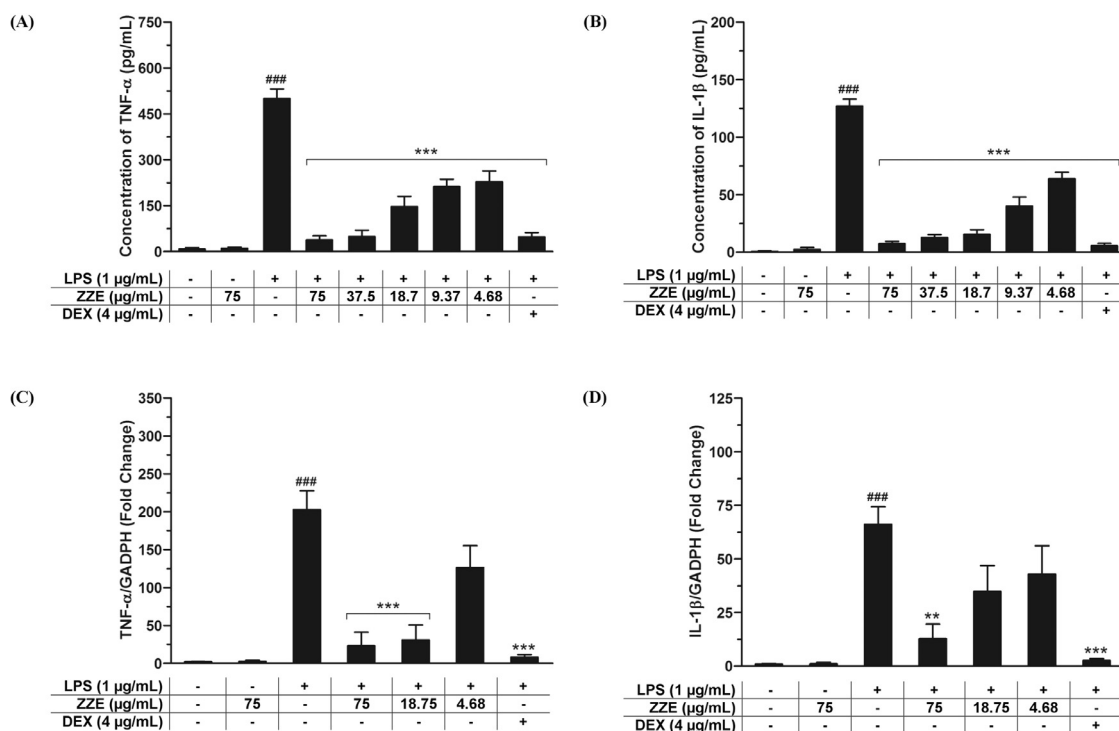 (A)
Concentration of TNF-α (pg/mL)
750
600
450
300
150
0
###
***
LPS (1 µg/mL) - - + + + + + + +
ZZE (µg/mL) - 75 - 75 37.5 18.7 9.37 4.68 -
DEX (4 µg/mL) - - - - - - - - +
(B)
Concentration of IL-1β (pg/mL)
200
150
100
50
0
###
***
LPS (1 µg/mL) - - + + + + + + +
ZZE (µg/mL) - 75 - 75 37.5 18.7 9.37 4.68 -
DEX (4 µg/mL) - - - - - - - - +
(C)
TNF-α/GADPH (Fold Change)
350
300
250
200
150
100
50
0
###
***
***
LPS (1 µg/mL) - - + + + + +
ZZE (µg/mL) - 75 - 75 18.75 4.68 -
DEX (4 µg/mL) - - - - - - +
(D)
IL-1β/GADPH (Fold Change)
125
100
75
50
25
0
###
**
***
LPS (1 µg/mL) - - + + + + +
ZZE (µg/mL) - 75 - 75 18.75 4.68 -
DEX (4 µg/mL) - - - - - - +